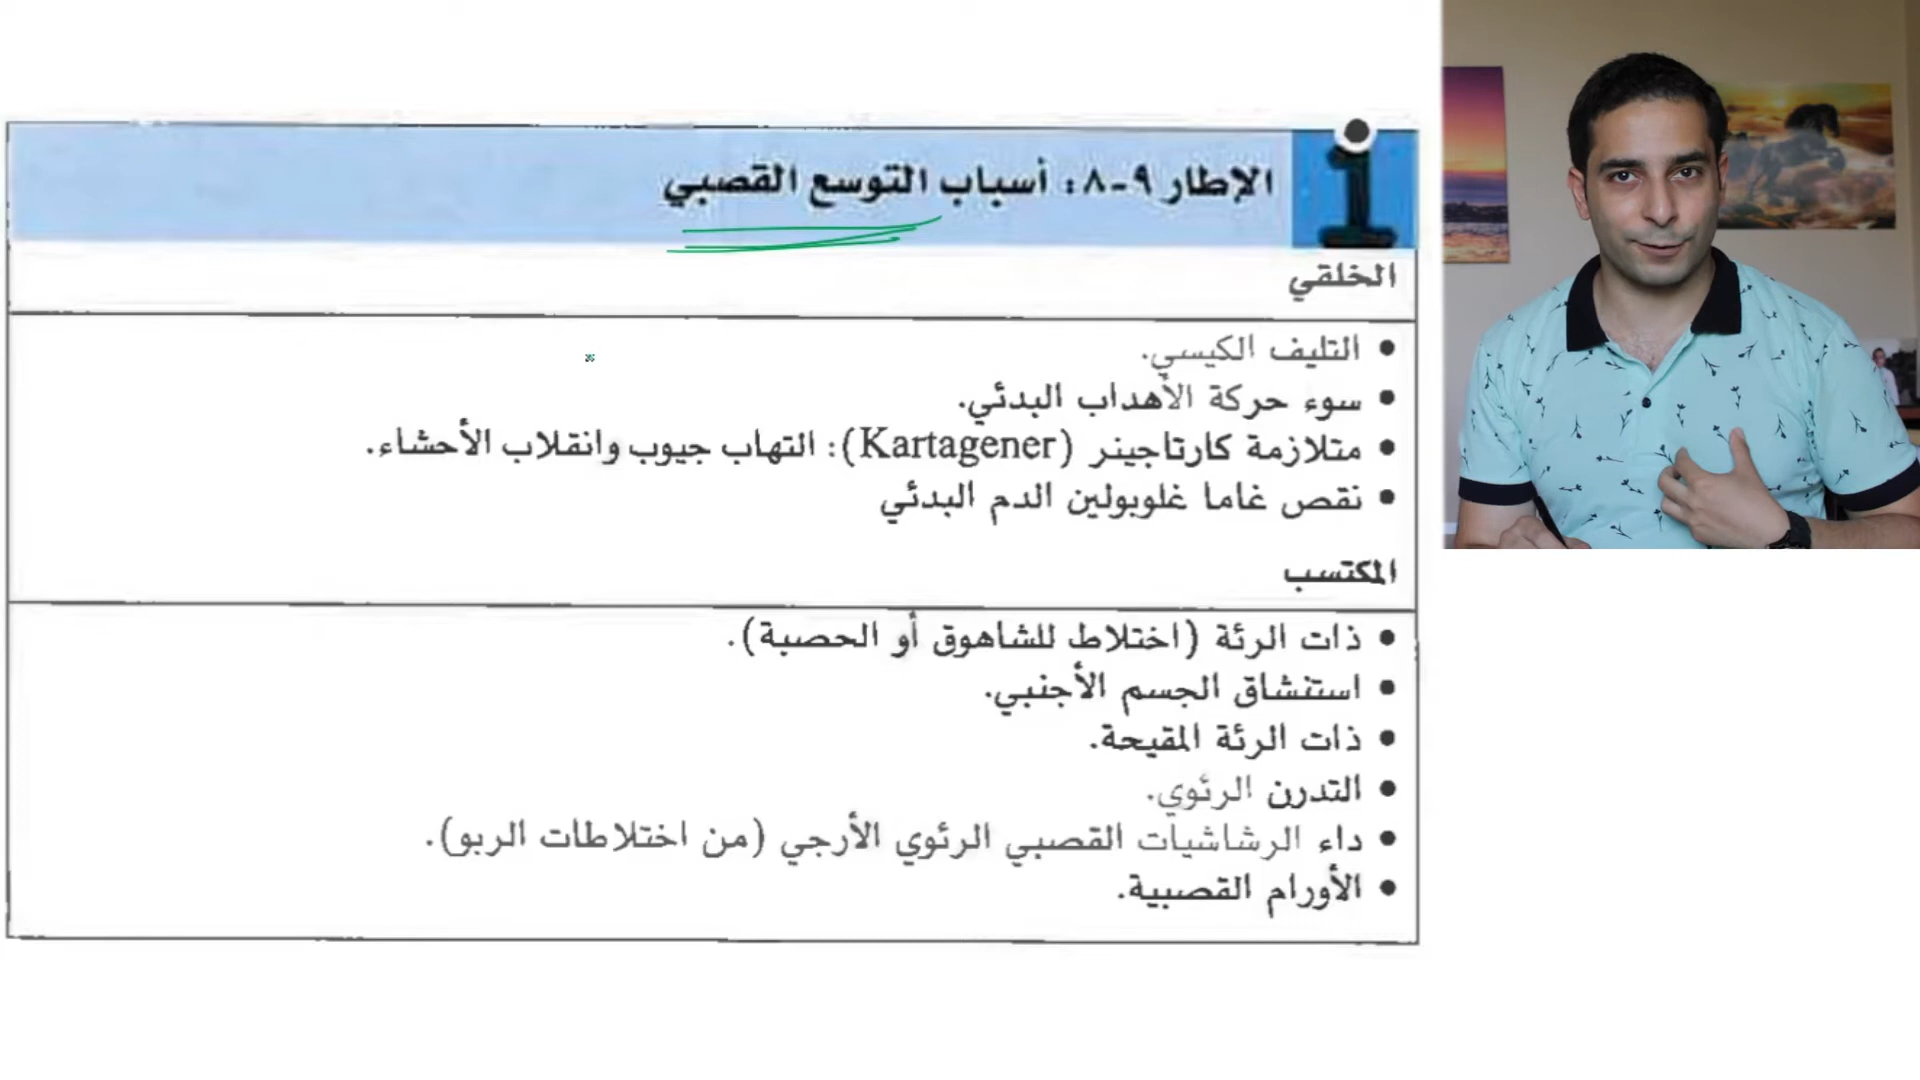 الإطار ٩-٨: أسباب التوسع القصبي
الخلقي
• التليف الكيسي.
• سوء حركة الأهداب البدئي.
• متلازمة كارتاجينر (Kartagener): التهاب جيوب وانقلاب الأحشاء.
• نقص غاما غلوبولين الدم البدئي
المكتسب
• ذات الرئة (اختلاط للشاهوق أو الحصبة).
• استنشاق الجسم الأجنبي.
• ذات الرئة المقيحة.
• التدرن الرئوي.
• داء الرشاشيات القصبي الرئوي الأرجي (من اختلاطات الربو).
• الأورام القصبية.